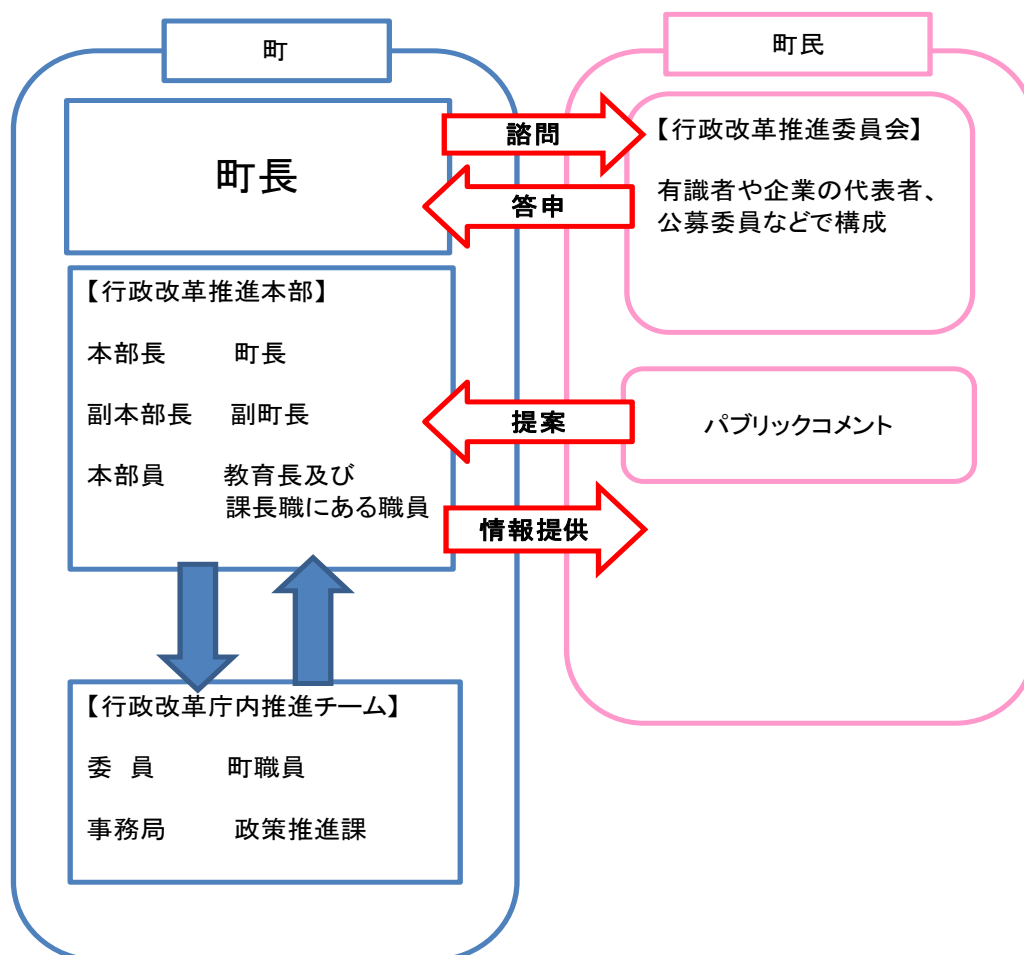 町
町長
【行政改革推進本部】
本部長 町長
副本部長 副町長
本部員 教育長及び
課長職にある職員
【行政改革庁内推進チーム】
委 員 町職員
事務局 政策推進課
諮問
答申
提案
情報提供
町民
【行政改革推進委員会】
有識者や企業の代表者、
公募委員などで構成
パブリックコメント